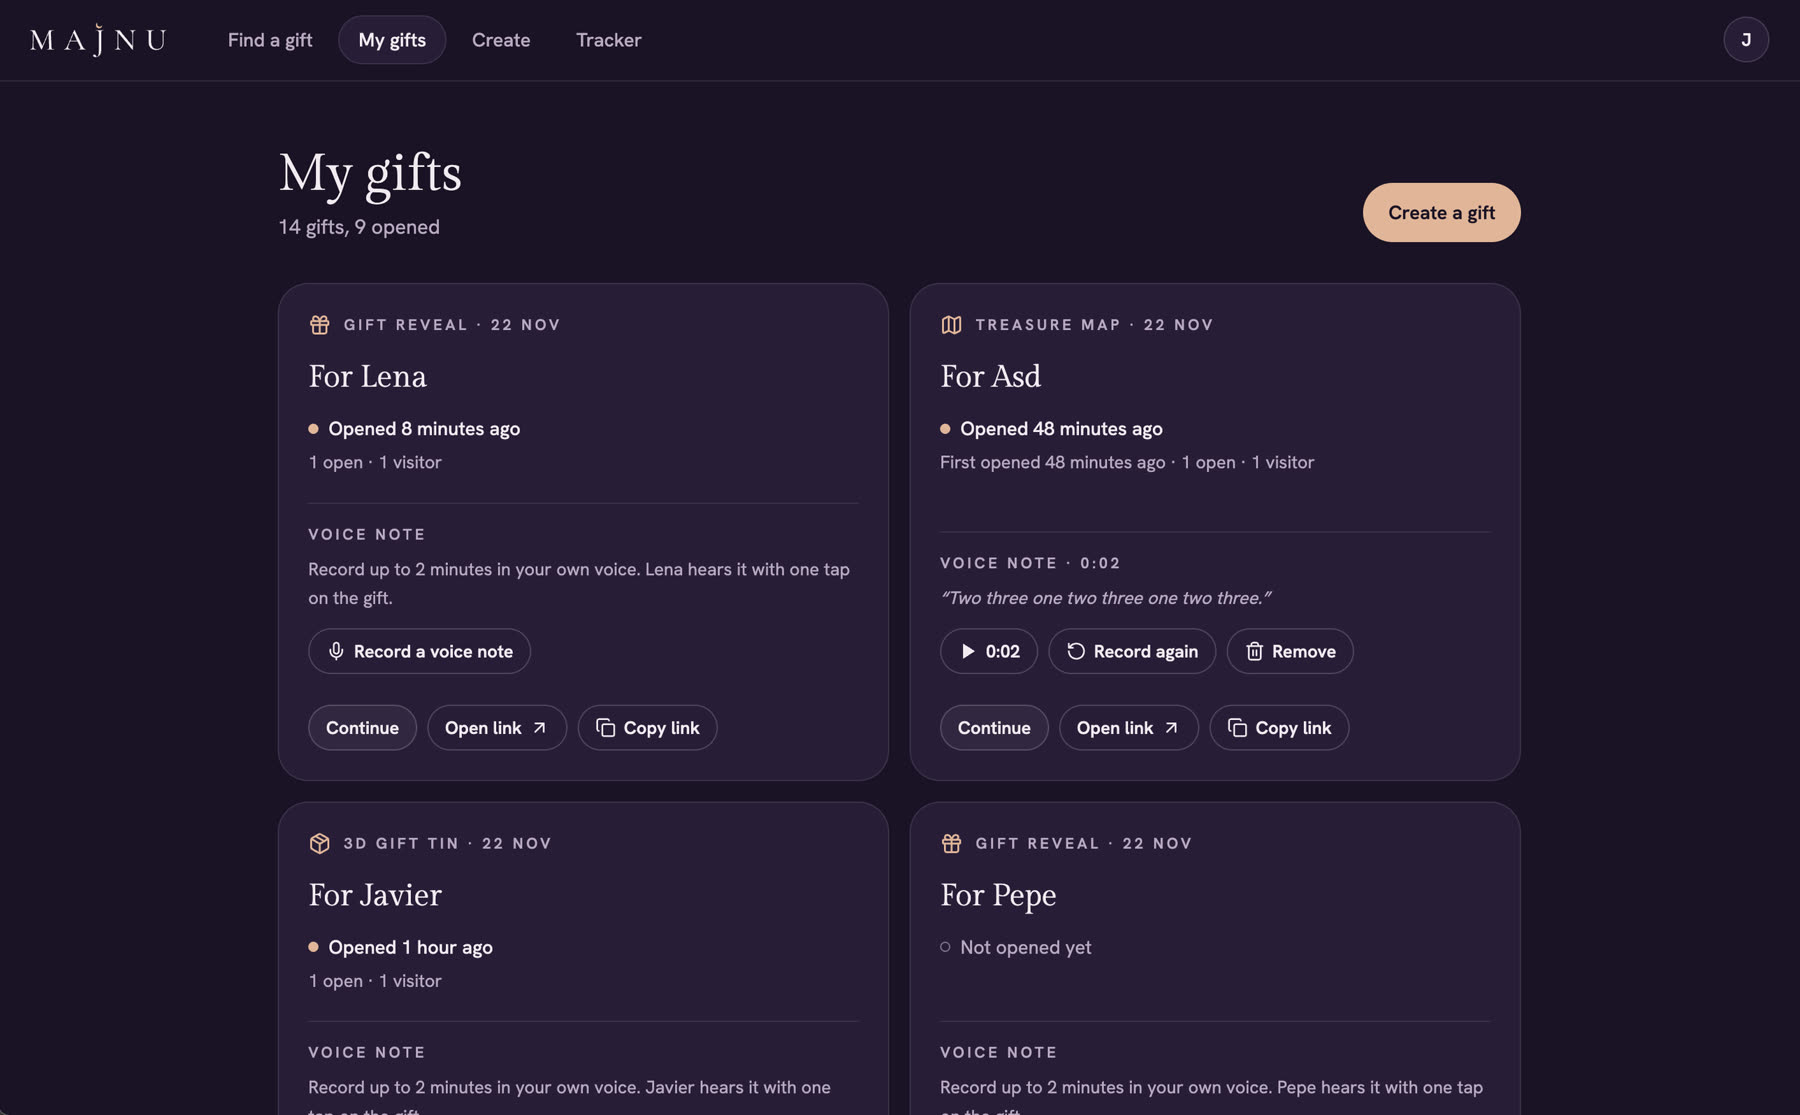 MAJNU
Find a gift
My gifts
Create
Tracker
J
My gifts
14 gifts, 9 opened
Create a gift
GIFT REVEAL · 22 NOV
For Lena
Opened 8 minutes ago
1 open · 1 visitor
VOICE NOTE
Record up to 2 minutes in your own voice. Lena hears it with one tap
on the gift.
Record a voice note
Continue
Open link
Copy link
TREASURE MAP · 22 NOV
For Asd
Opened 48 minutes ago
First opened 48 minutes ago · 1 open · 1 visitor
VOICE NOTE · 0:02
“Two three one two three one two three.”
0:02
Record again
Remove
Continue
Open link
Copy link
3D GIFT TIN · 22 NOV
For Javier
Opened 1 hour ago
1 open · 1 visitor
VOICE NOTE
Record up to 2 minutes in your own voice. Javier hears it with one
tap on the gift.
GIFT REVEAL · 22 NOV
For Pepe
Not opened yet
VOICE NOTE
Record up to 2 minutes in your own voice. Pepe hears it with one tap
on the gift.